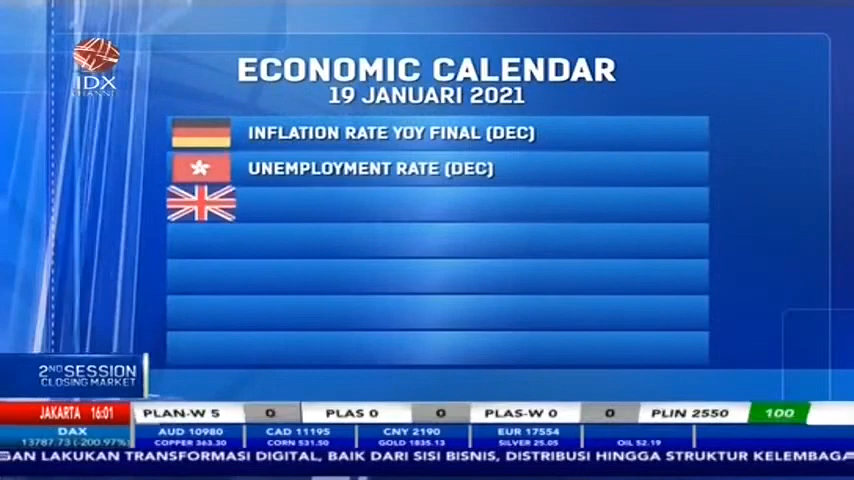 IDX
CHANNEL
ECONOMIC CALENDAR
19 JANUARI 2021
INFLATION RATE YOY FINAL (DEC)
UNEMPLOYMENT RATE (DEC)
2ND SESSION
CLOSING MARKET
JAKARTA 16:01
PLAN-W 5 0 PLAS 0 0 PLAS-W 0 0 PLIN 2550 100
DAX
13787.73 (-200.97%)
AUD 10980 CAD 11195 CNY 2190 EUR 17554
COPPER 363.30 CORN 531.50 GOLD 1835.13 SILVER 25.05 OIL 52.19
GAN LAKUKAN TRANSFORMASI DIGITAL, BAIK DARI SISI BISNIS, DISTRIBUSI HINGGA STRUKTUR KELEMBAGA